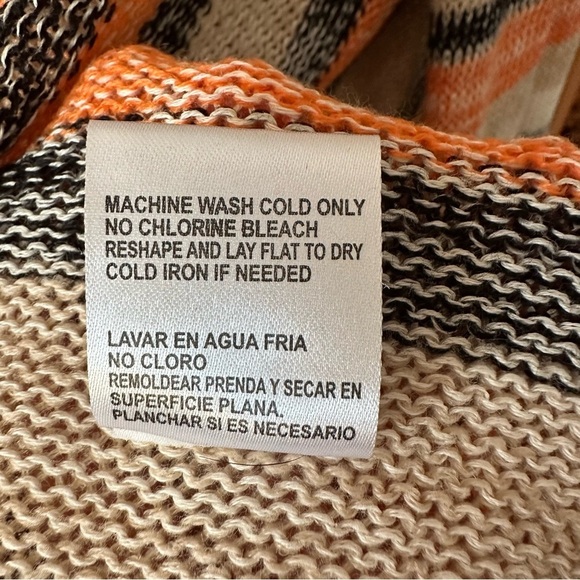 MACHINE WASH COLD ONLY
NO CHLORINE BLEACH
RESHAPE AND LAY FLAT TO DRY
COLD IRON IF NEEDED
LAVAR EN AGUA FRIA
NO CLORO
REMOLDEAR PRENDA Y SECAR EN
SUPERFICIE PLANA.
PLANCHAR SI ES NECESARIO